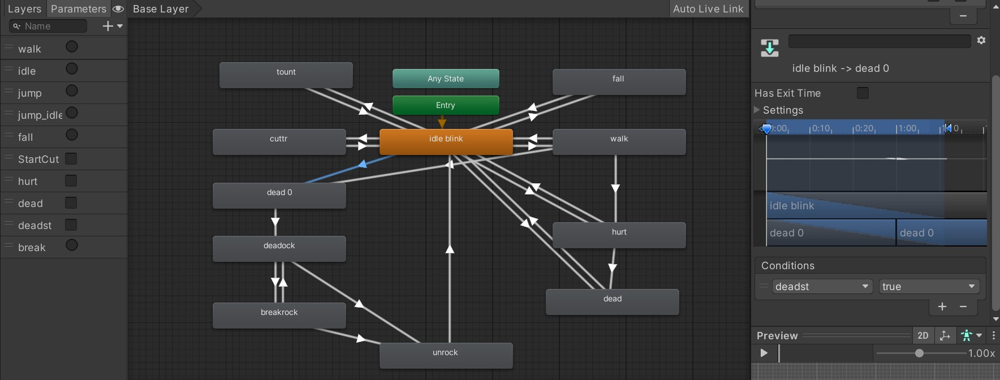 Layers Parameters
Name
walk
idle
jump
jump_idle
fall
StartCut
hurt
dead
deadst
break
Base Layer
Auto Live Link
tount
Any State
fall
Entry
cuttr
idle blink
walk
dead 0
deadock
hurt
breakrock
dead
unrock
idle blink -> dead 0
Has Exit Time
Settings
0:00 0:10 0:20 1:00
idle blink
dead 0 dead 0
Conditions
deadst true
Preview 2D
1.00x